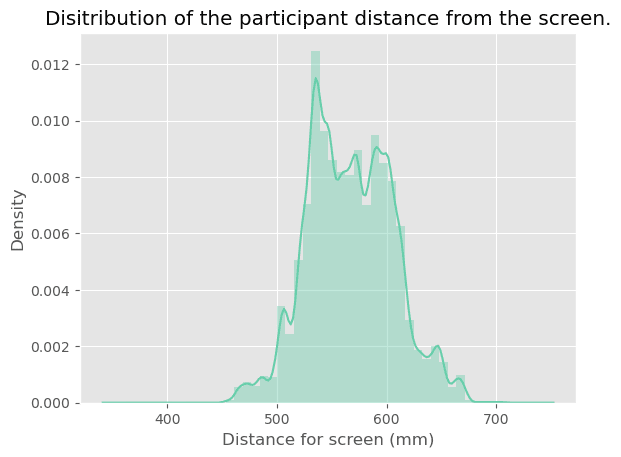 Disitribution of the participant distance from the screen.
0.012
0.010
0.008
0.006
0.004
0.002
0.000
Density
400 500 600 700
Distance for screen (mm)